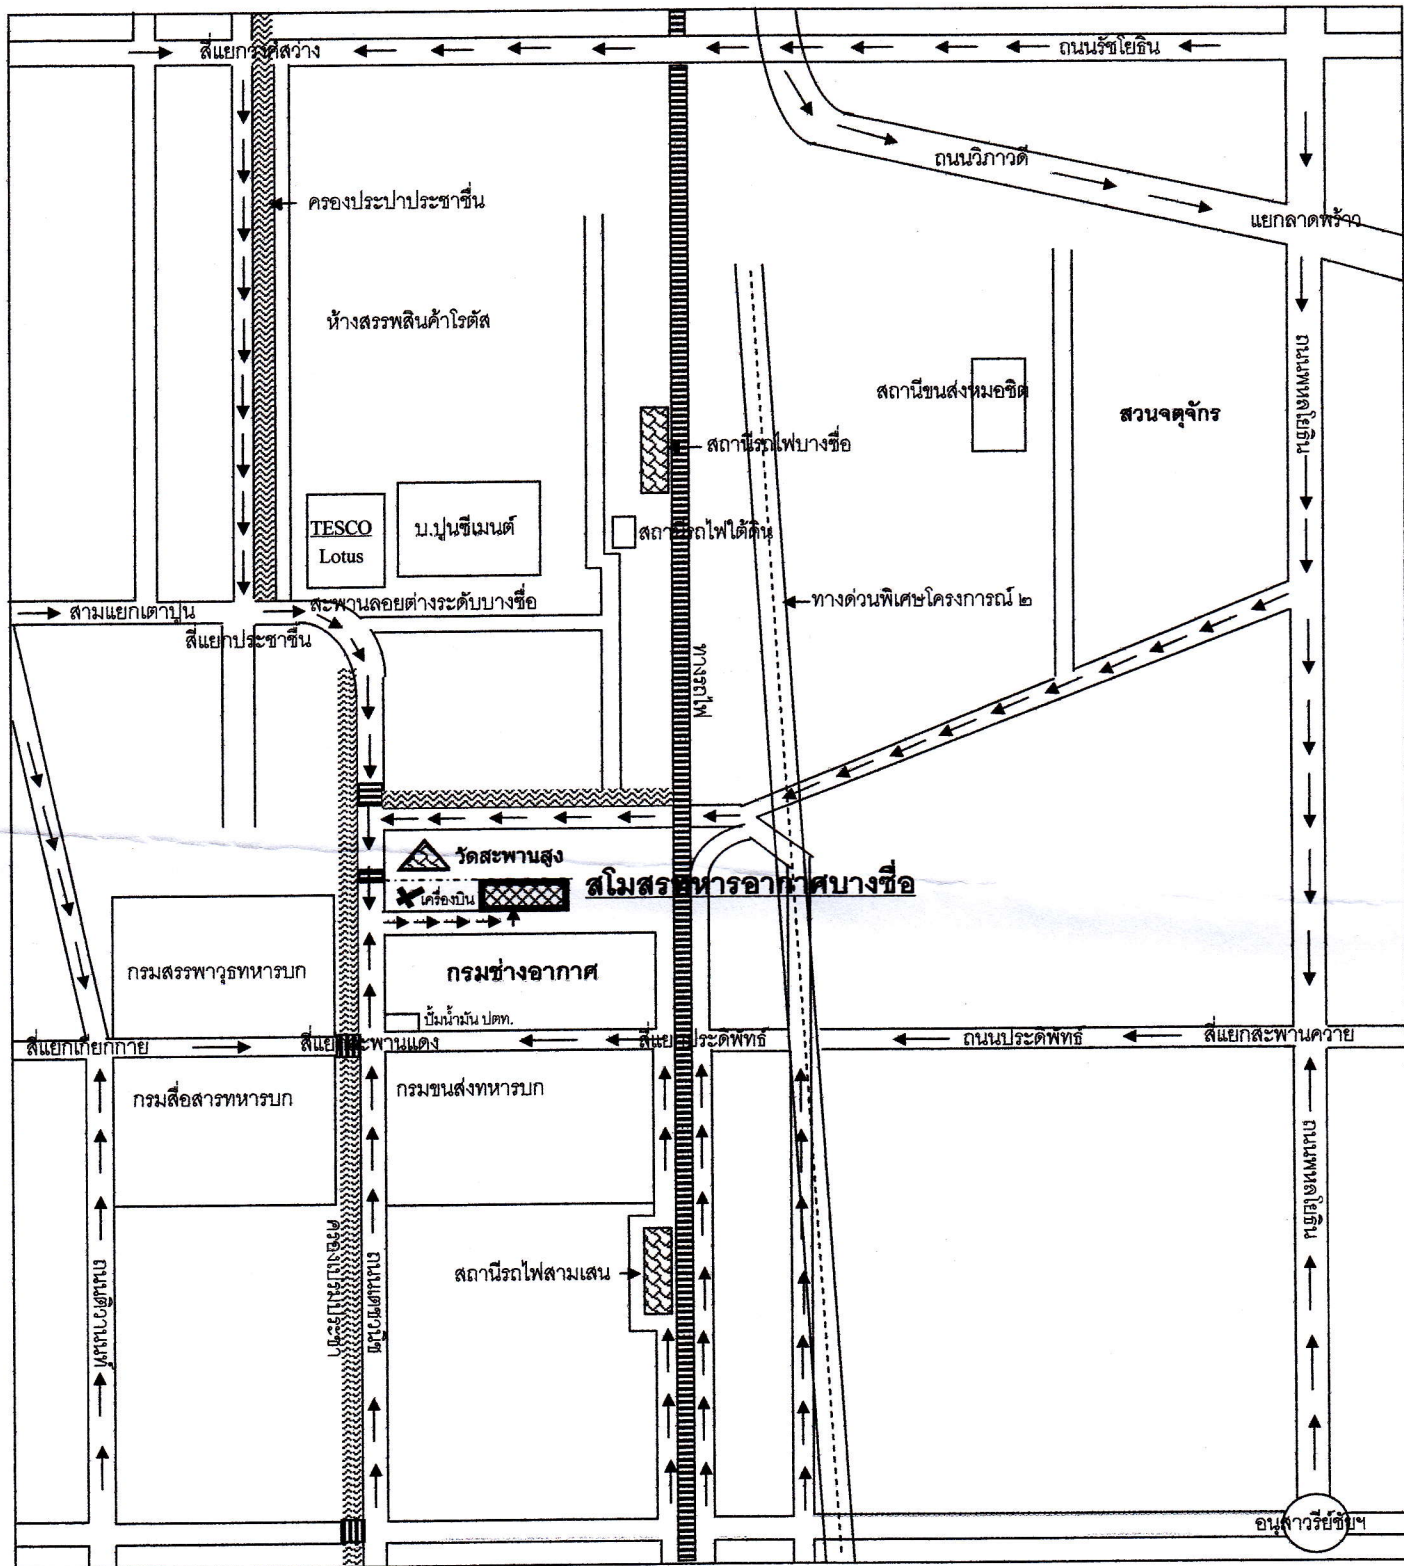 สี่แยกวงศ์สว่าง
ถนนรัชโยธิน
ถนนวิภาวดี
ครองประปาประชาชื่น
แยกลาดพร้าว
ห้างสรรพสินค้าโรตัส
ถนนพหลโยธิน
สถานีขนส่งหมอชิต
สวนจตุจักร
สถานีรถไฟบางซื่อ
TESCO
Lotus
บ.ปูนซีเมนต์
สถานีรถไฟใต้ดิน
สามแยกเตาปูน
สะพานลอยต่างระดับบางซื่อ
ทางด่วนพิเศษโครงการณ์ ๒
สี่แยกประชาชื่น
ทางรถไฟ
วัดสะพานสูง
เครื่องบิน
สโมสรทหารอากาศบางซื่อ
กรมสรรพาวุธทหารบก
กรมช่างอากาศ
ปั้มน้ำมัน ปตท.
สี่แยกเกียกกาย
สี่แยกสะพานแดง
สี่แยกประดิพัทธ์
ถนนประดิพัทธ์
สี่แยกสะพานควาย
กรมสื่อสารทหารบก
กรมขนส่งทหารบก
ถนนพหลโยธิน
สถานีรถไฟสามเสน
ถนนเตชะวณิช
อนุสาวรีย์ชัยฯ